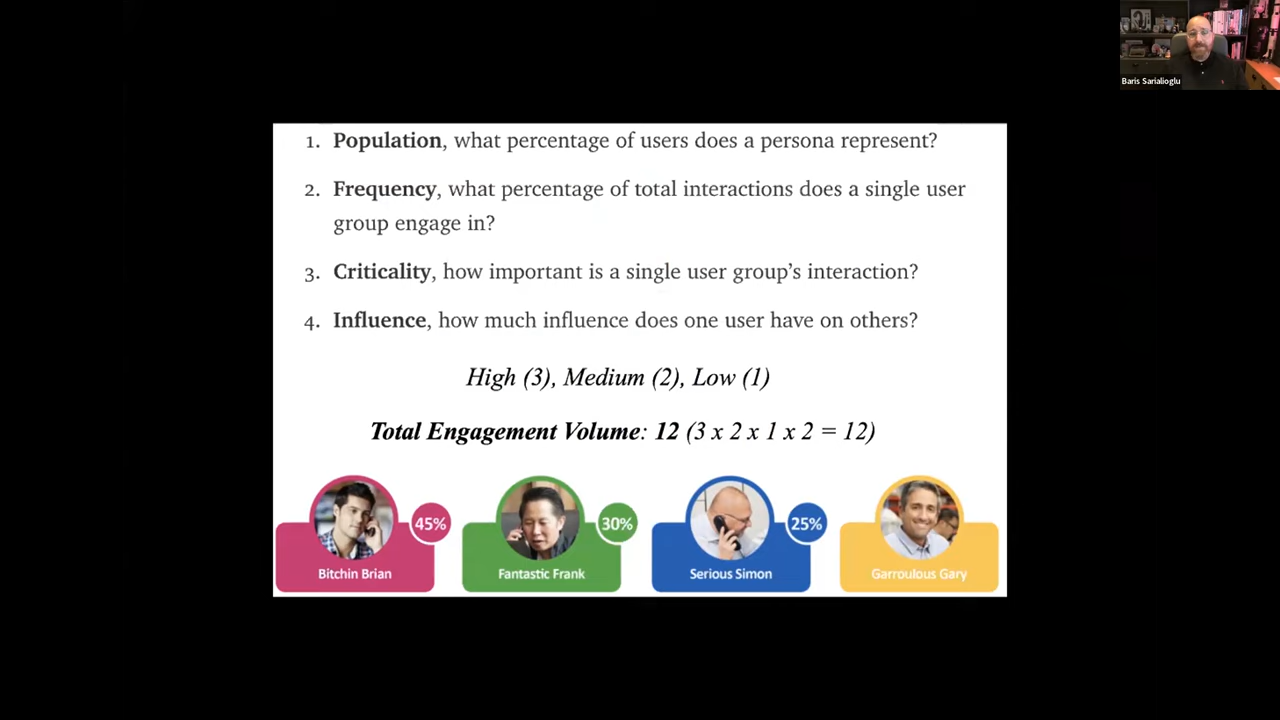 Baris Sarialioglu
1. Population, what percentage of users does a persona represent?
2. Frequency, what percentage of total interactions does a single user
group engage in?
3. Criticality, how important is a single user group’s interaction?
4. Influence, how much influence does one user have on others?
High (3), Medium (2), Low (1)
Total Engagement Volume: 12 (3 x 2 x 1 x 2 = 12)
45%
30%
25%
Bitchin Brian
Fantastic Frank
Serious Simon
Garroulous Gary